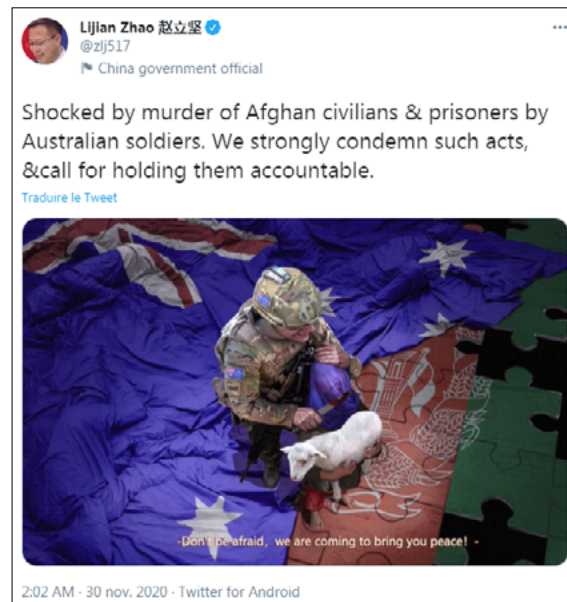 Lijian Zhao 赵立坚
@zlj517
China government official
Shocked by murder of Afghan civilians & prisoners by
Australian soldiers. We strongly condemn such acts,
&call for holding them accountable.
Traduire le Tweet
-Don't be afraid, we are coming to bring you peace! -
2:02 AM · 30 nov. 2020 · Twitter for Android